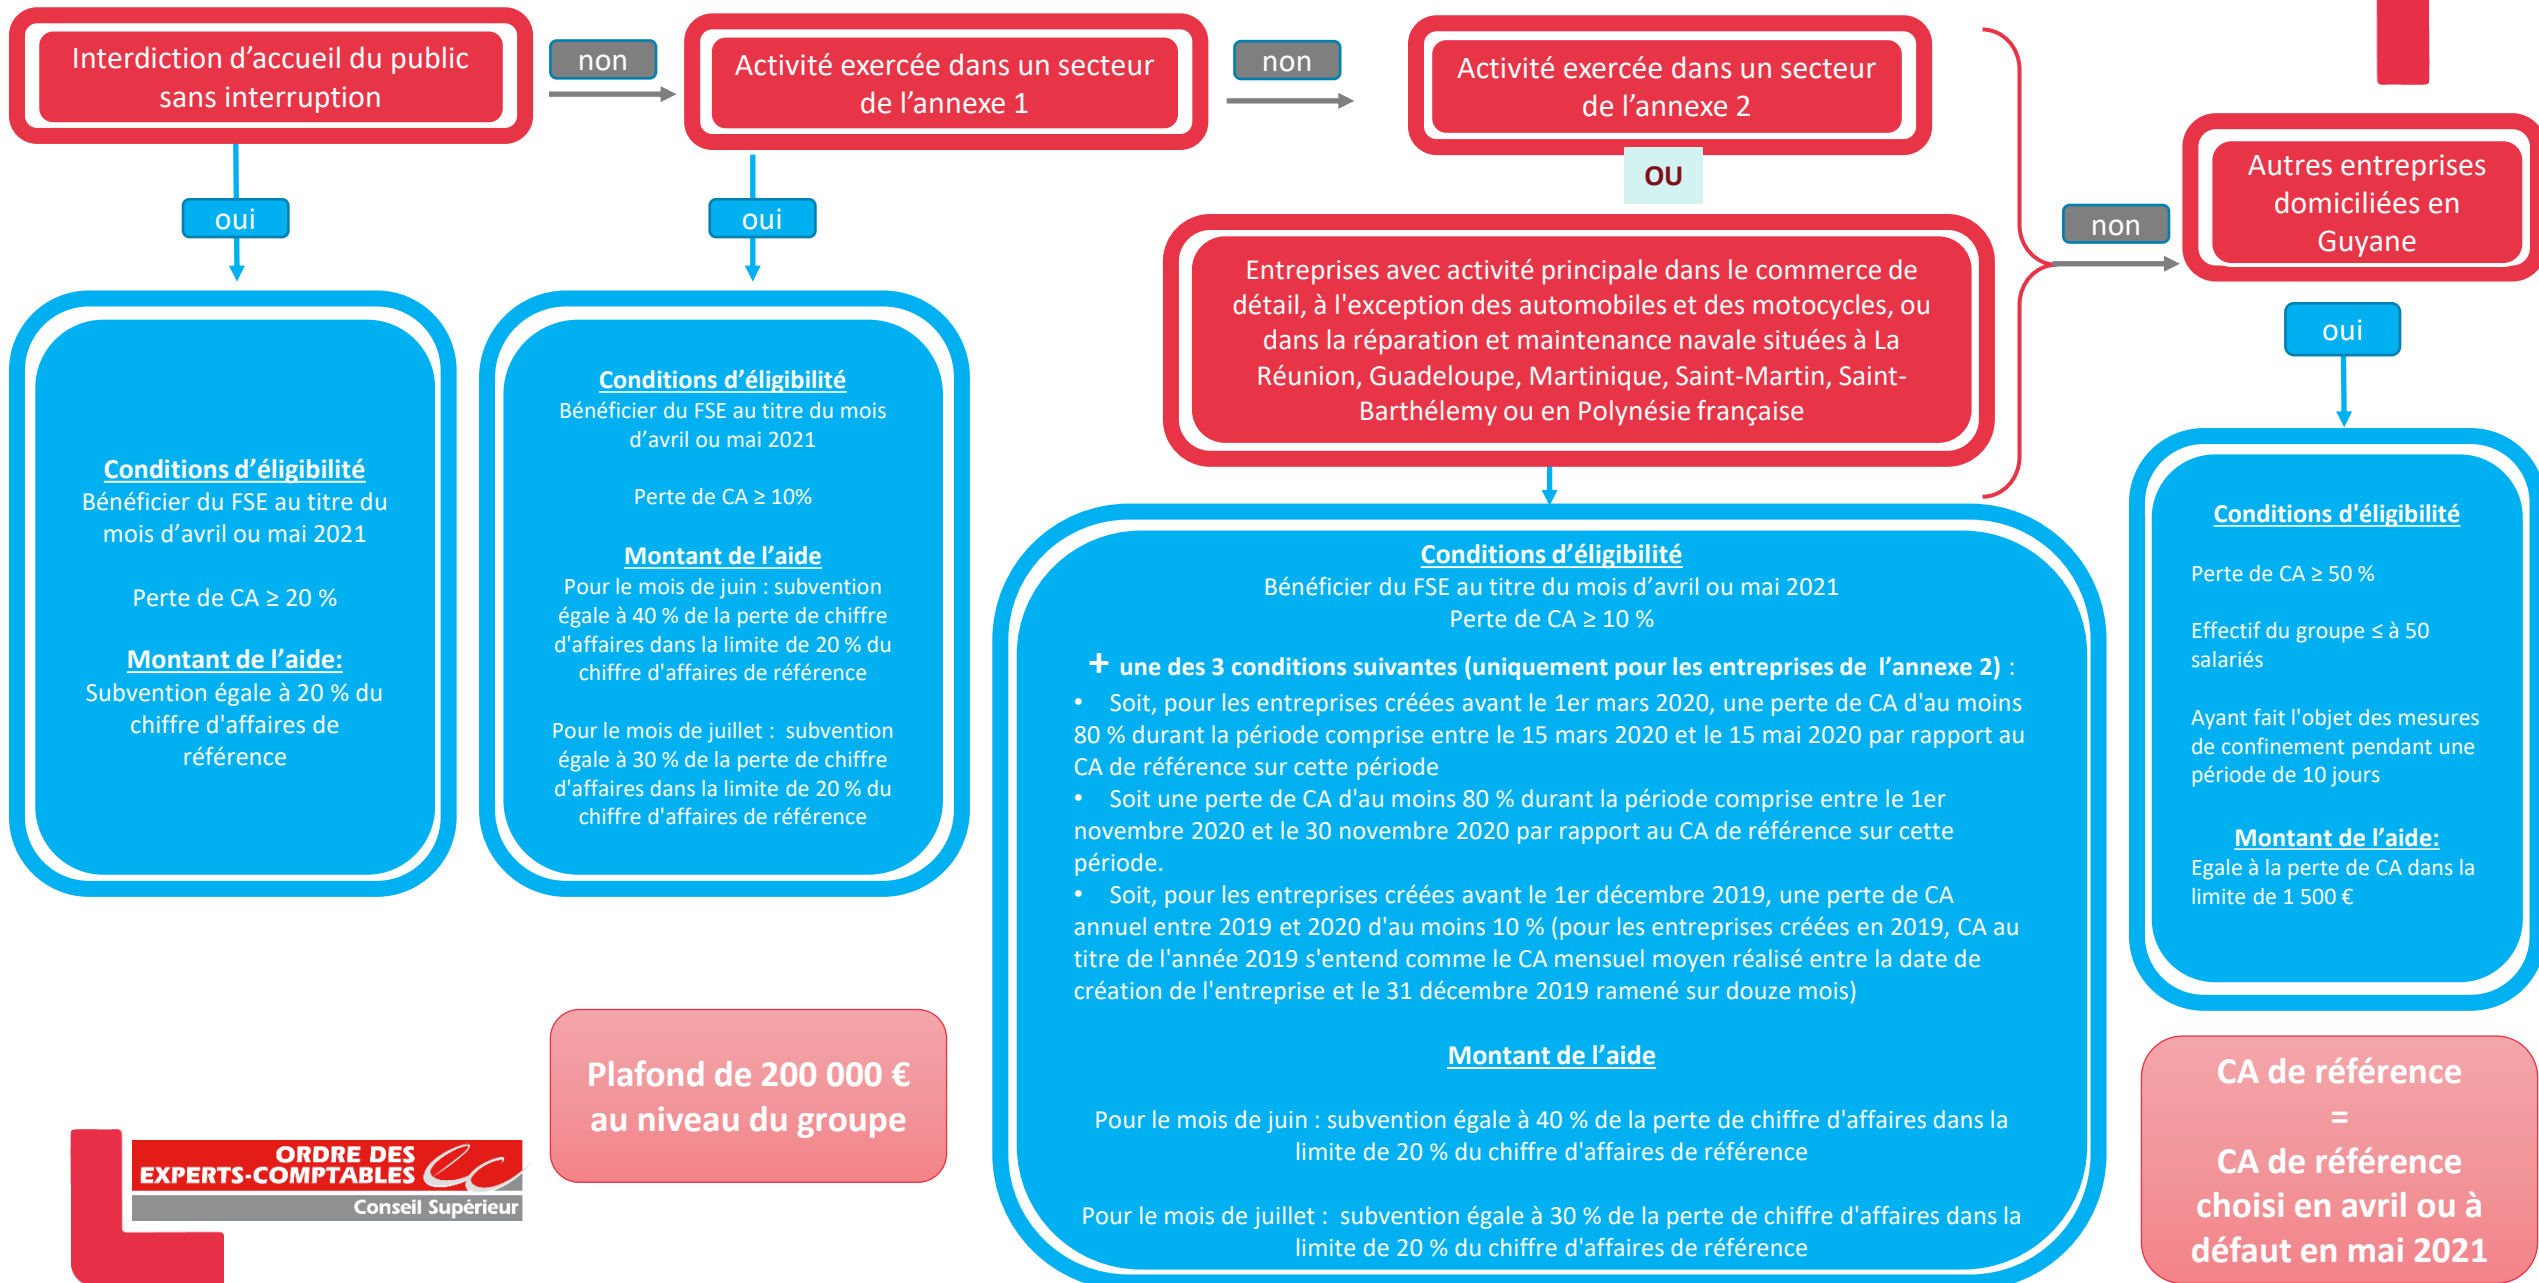 Interdiction d’accueil du public
sans interruption
non
Activité exercée dans un secteur
de l’annexe 1
non
Activité exercée dans un secteur
de l’annexe 2
OU
Entreprises avec activité principale dans le commerce de
détail, à l'exception des automobiles et des motocycles, ou
dans la réparation et maintenance navale situées à La
Réunion, Guadeloupe, Martinique, Saint-Martin, Saint-
Barthélemy ou en Polynésie française
non
Autres entreprises
domiciliées en
Guyane
oui
oui
oui
Conditions d’éligibilité
Bénéficier du FSE au titre du
mois d’avril ou mai 2021
Perte de CA ≥ 20 %
Montant de l’aide:
Subvention égale à 20 % du
chiffre d'affaires de
référence
Conditions d’éligibilité
Bénéficier du FSE au titre du mois
d’avril ou mai 2021
Perte de CA ≥ 10%
Montant de l’aide
Pour le mois de juin : subvention
égale à 40 % de la perte de chiffre
d'affaires dans la limite de 20 % du
chiffre d'affaires de référence
Pour le mois de juillet : subvention
égale à 30 % de la perte de chiffre
d'affaires dans la limite de 20 % du
chiffre d'affaires de référence
Conditions d’éligibilité
Bénéficier du FSE au titre du mois d’avril ou mai 2021
Perte de CA ≥ 10 %
+ une des 3 conditions suivantes (uniquement pour les entreprises de l’annexe 2) :
• Soit, pour les entreprises créées avant le 1er mars 2020, une perte de CA d'au moins
80 % durant la période comprise entre le 15 mars 2020 et le 15 mai 2020 par rapport au
CA de référence sur cette période
• Soit une perte de CA d'au moins 80 % durant la période comprise entre le 1er
novembre 2020 et le 30 novembre 2020 par rapport au CA de référence sur cette
période.
• Soit, pour les entreprises créées avant le 1er décembre 2019, une perte de CA
annuel entre 2019 et 2020 d'au moins 10 % (pour les entreprises créées en 2019, CA au
titre de l'année 2019 s'entend comme le CA mensuel moyen réalisé entre la date de
création de l'entreprise et le 31 décembre 2019 ramené sur douze mois)
Montant de l’aide
Pour le mois de juin : subvention égale à 40 % de la perte de chiffre d'affaires dans la
limite de 20 % du chiffre d'affaires de référence
Pour le mois de juillet : subvention égale à 30 % de la perte de chiffre d'affaires dans la
limite de 20 % du chiffre d'affaires de référence
Conditions d'éligibilité
Perte de CA ≥ 50 %
Effectif du groupe ≤ à 50
salariés
Ayant fait l'objet des mesures
de confinement pendant une
période de 10 jours
Montant de l’aide:
Egale à la perte de CA dans la
limite de 1 500 €
Plafond de 200 000 €
au niveau du groupe
CA de référence
=
CA de référence
choisi en avril ou à
défaut en mai 2021
ORDRE DES
EXPERTS-COMPTABLES
Conseil Supérieur